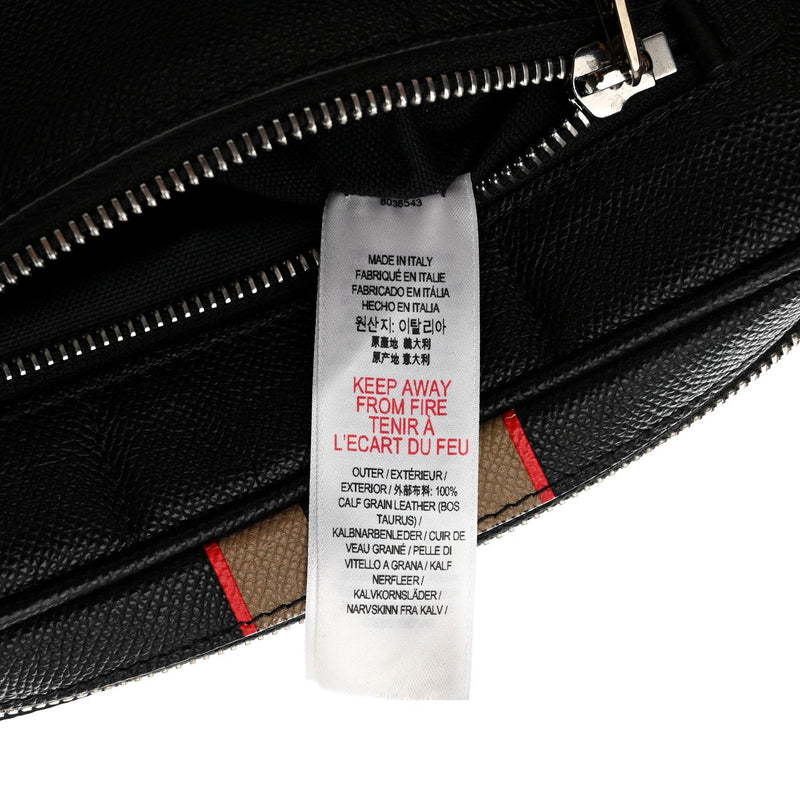 8038543
MADE IN ITALY
FABRIQUÉ EN ITALIE
FABRICADO EM ITÁLIA
HECHO EN ITALIA
원산지: 이탈리아
原產地 義大利
原产地 意大利
KEEP AWAY
FROM FIRE
TENIR À
L'ECART DU FEU
OUTER / EXTÉRIEUR /
EXTERIOR / 外部布料: 100%
CALF GRAIN LEATHER (BOS
TAURUS) /
KALBNARBENLEDER / CUIR DE
VEAU GRAINÉ / PELLE DI
VITELLO A GRANA / KALF
NERFLEER /
KALVKORNSLÄDER /
NARVSKINN FRA KALV /